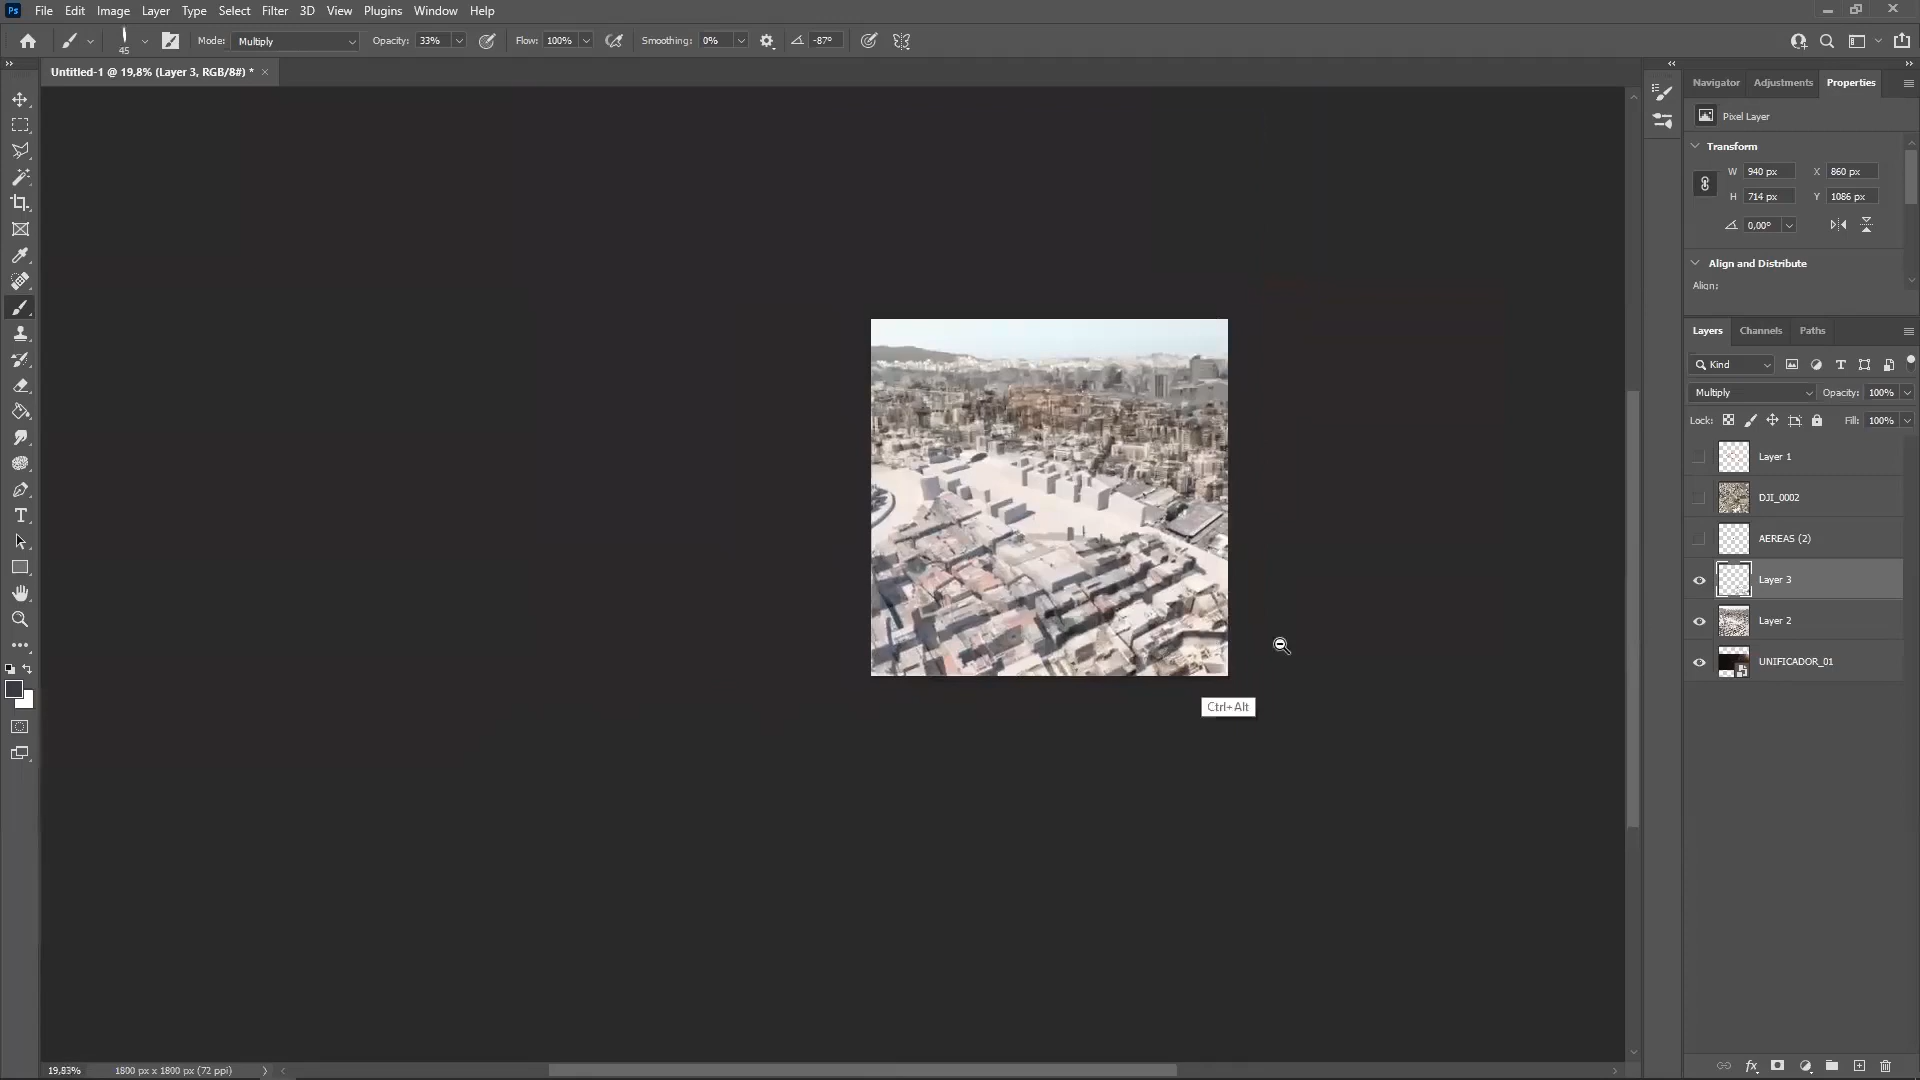 Ps File Edit Image Layer Type Select Filter 3D View Plugins Window Help
45 Mode: Multiply Opacity: 33% Flow: 100% Smoothing: 0% -87°
Untitled-1 @ 19,8% (Layer 3, RGB/8#) * ×
Navigator Adjustments Properties
Pixel Layer
Transform
W 940 px X 860 px
H 714 px Y 1086 px
0,00°
Align and Distribute
Align:
Layers Channels Paths
Kind
Multiply Opacity: 100%
Lock: Fill: 100%
Layer 1
DJI_0002
AEREAS (2)
Layer 3
Layer 2
UNIFICADOR_01
Ctrl+Alt
19,83% 1800 px x 1800 px (72 ppi)